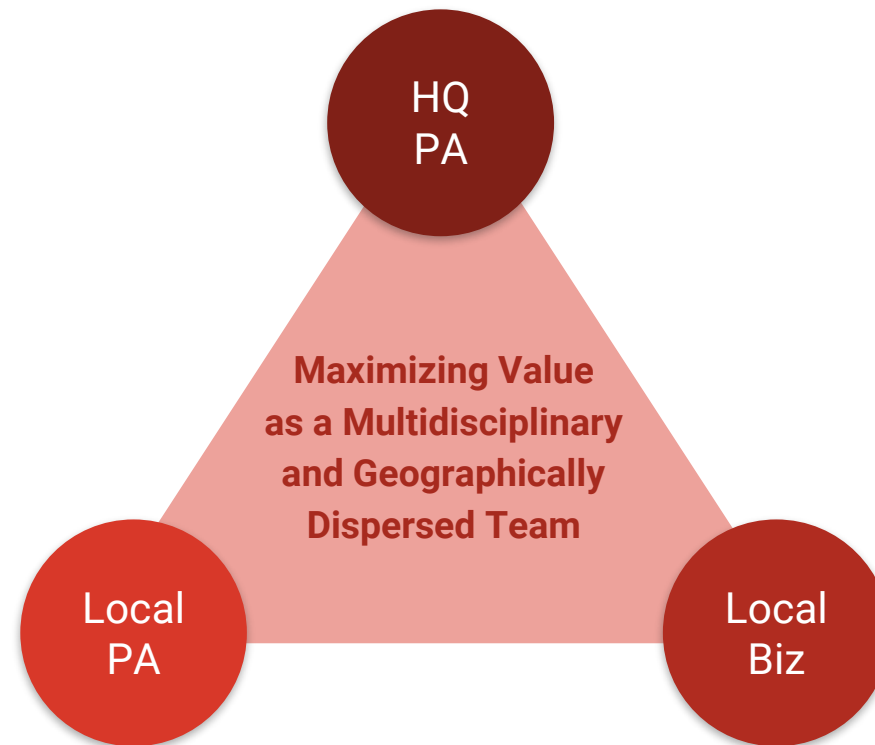 HQ
PA
Maximizing Value
as a Multidisciplinary
and Geographically
Dispersed Team
Local
PA
Local
Biz